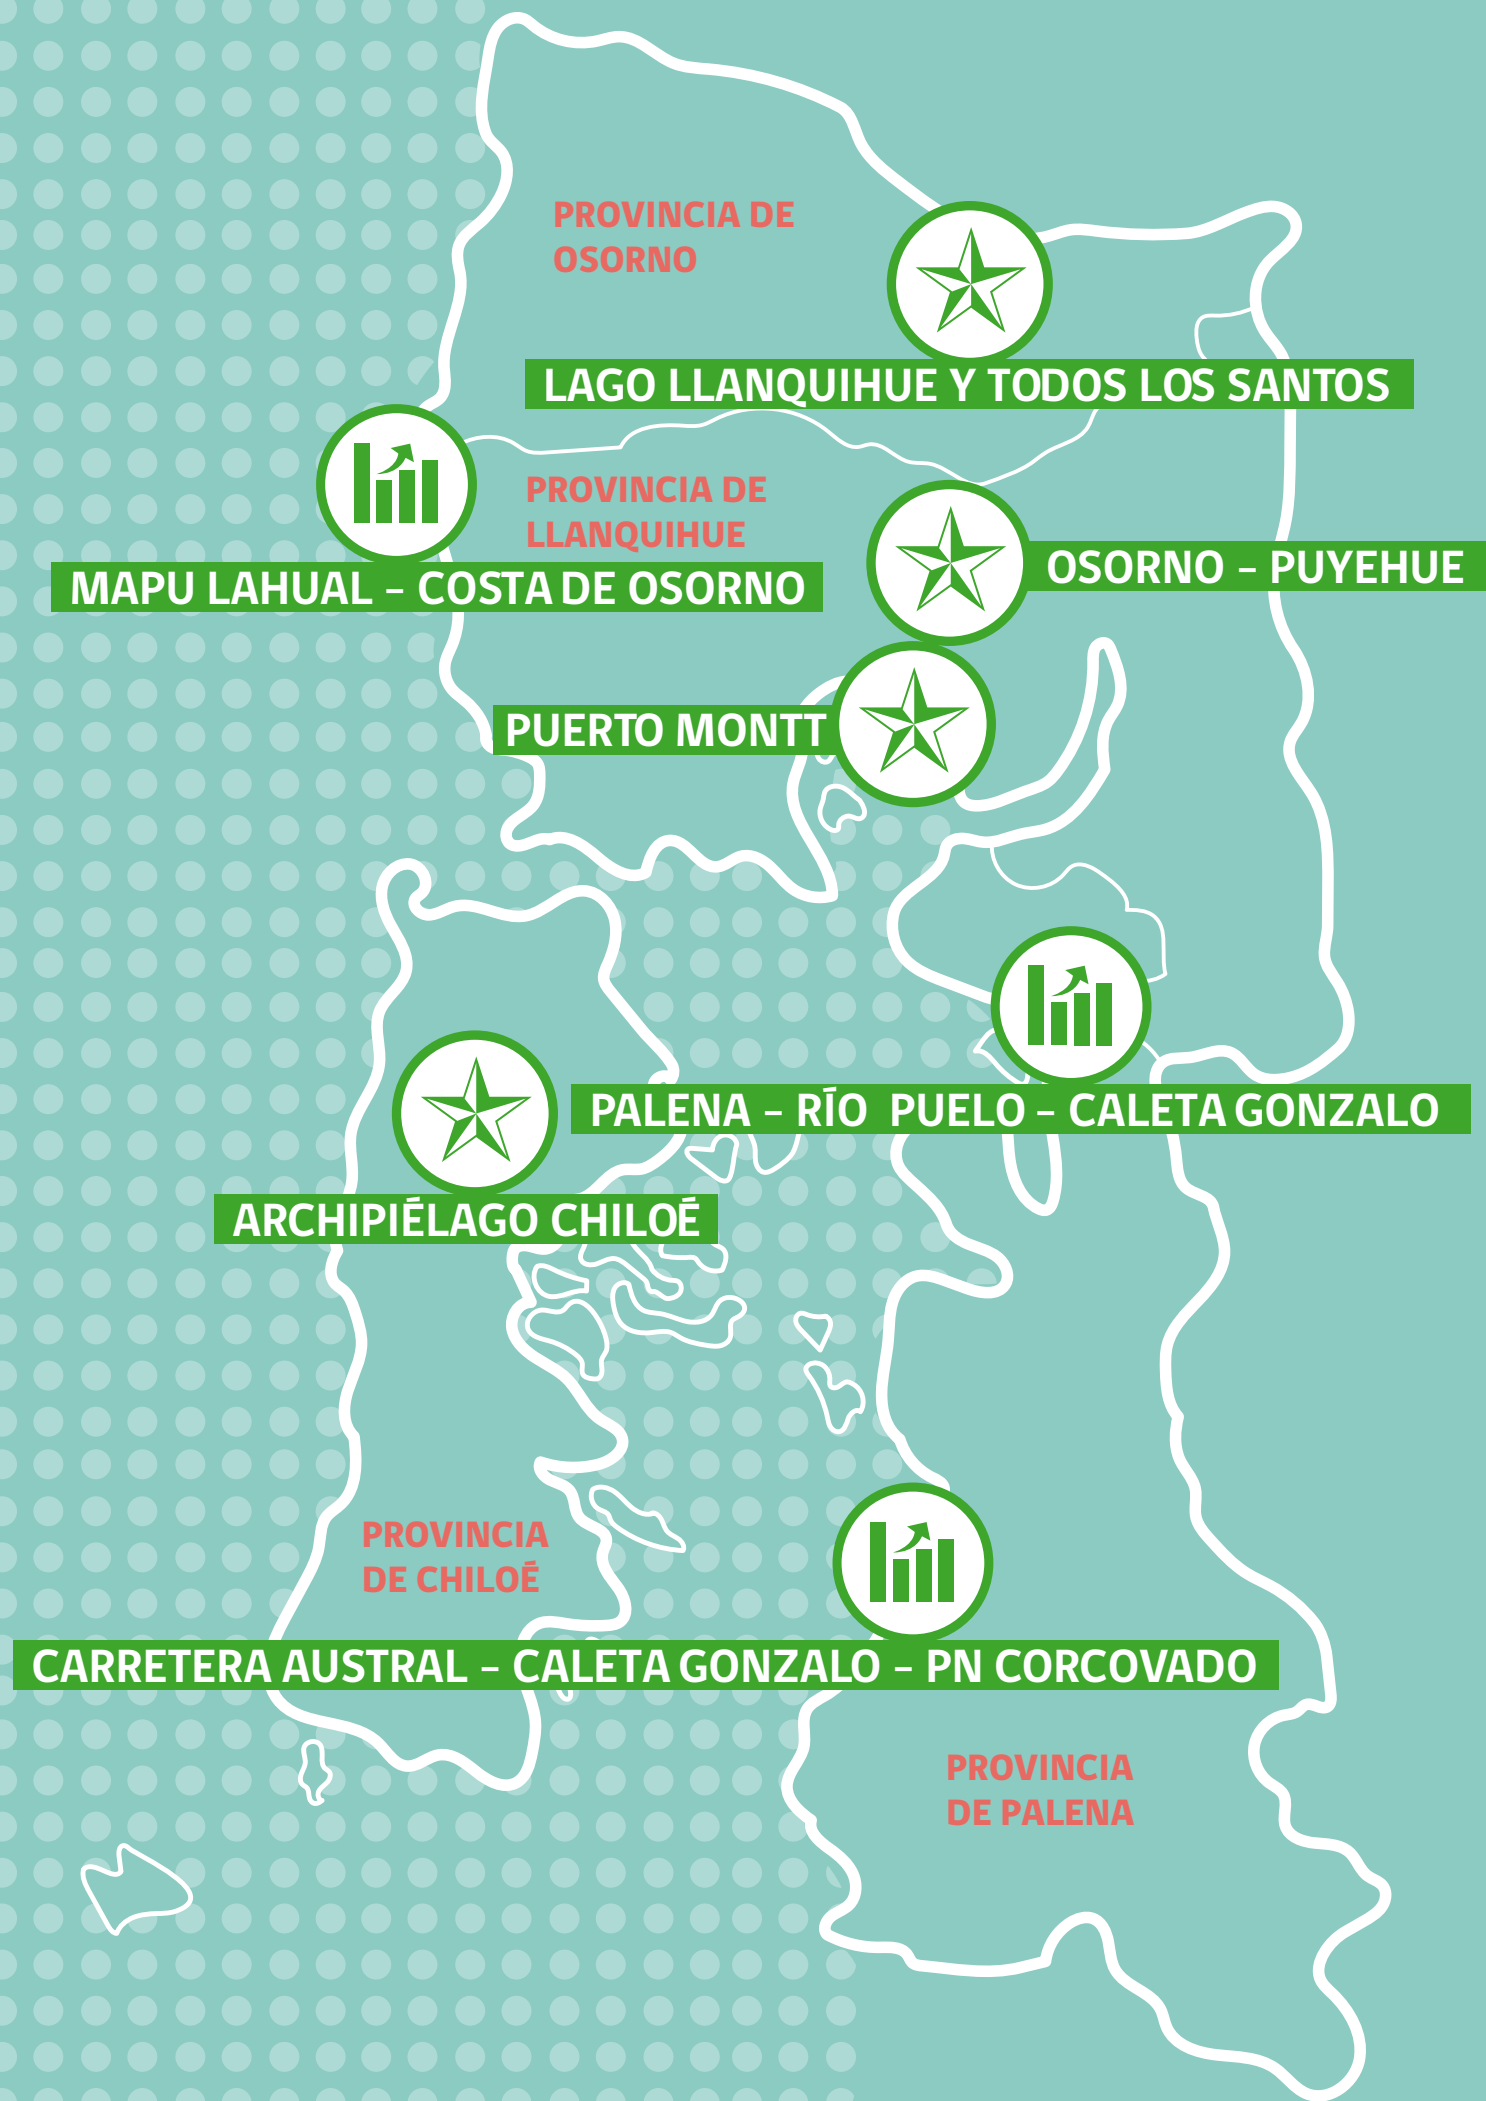 PROVINCIA DE
OSORNO
LAGO LLANQUIHUE Y TODOS LOS SANTOS
PROVINCIA DE
LLANQUIHUE
OSORNO – PUYEHUE
MAPU LAHUAL – COSTA DE OSORNO
PUERTO MONTT
PALENA – RÍO PUELO – CALETA GONZALO
ARCHIPIÉLAGO CHILOÉ
PROVINCIA
DE CHILOÉ
CARRETERA AUSTRAL – CALETA GONZALO – PN CORCOVADO
PROVINCIA
DE PALENA